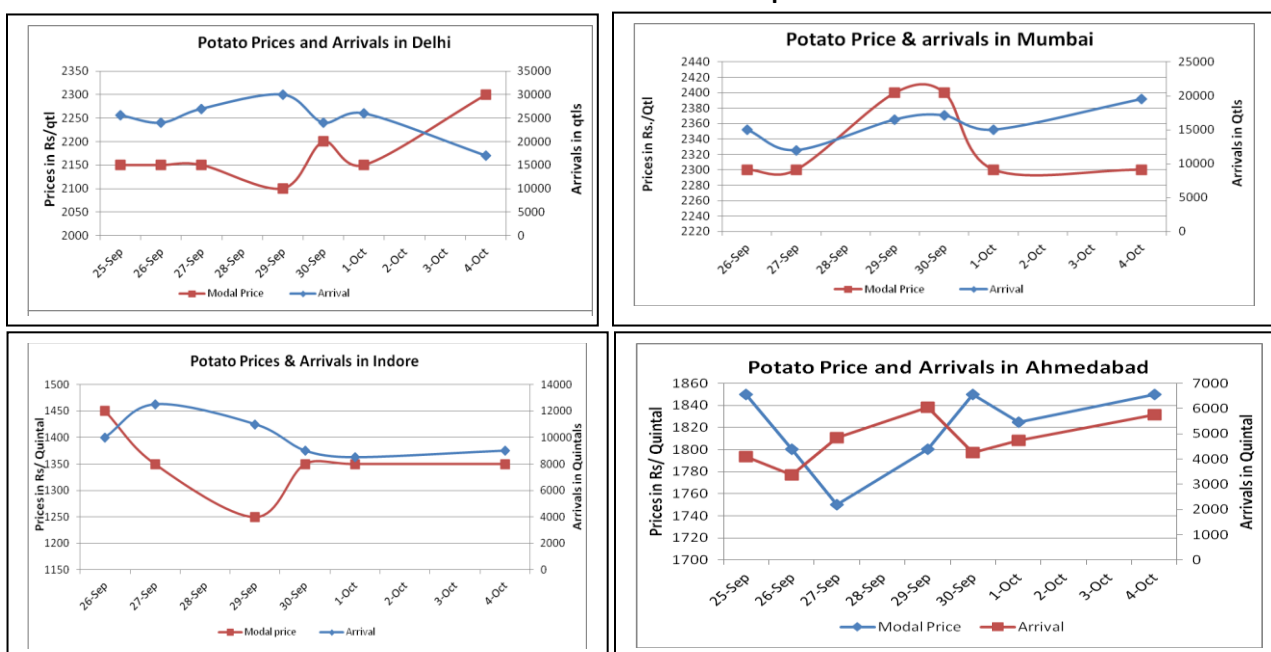 Potato Prices and Arrivals in Delhi
Prices in Rs/qtl
2350
2300
2250
2200
2150
2100
2050
2000
35000
30000
25000
20000
15000
10000
5000
0
Arrivals in qtls
25-Sep
26-Sep
27-Sep
28-Sep
29-Sep
30-Sep
1-Oct
2-Oct
3-Oct
4-Oct
Modal Price
Arrival
Potato Price & arrivals in Mumbai
Prices in Rs./Qtl
2440
2420
2400
2380
2360
2340
2320
2300
2280
2260
2240
2220
25000
20000
15000
10000
5000
0
Arrivals in Qtls
26-Sep
27-Sep
28-Sep
29-Sep
30-Sep
1-Oct
2-Oct
3-Oct
4-Oct
Modal Price
Arrival
Potato Prices & Arrivals in Indore
Prices in Rs/ Quintal
1500
1450
1400
1350
1300
1250
1200
1150
14000
12000
10000
8000
6000
4000
2000
0
Arrivals in Quintals
26-Sep
27-Sep
28-Sep
29-Sep
30-Sep
1-Oct
2-Oct
3-Oct
4-Oct
Modal price
Arrival
Potato Price and Arrivals in Ahmedabad
Prices in Rs/ Quintal
1860
1840
1820
1800
1780
1760
1740
1720
1700
7000
6000
5000
4000
3000
2000
1000
0
Arrivals in Quintal
25-Sep
26-Sep
27-Sep
28-Sep
29-Sep
30-Sep
1-Oct
2-Oct
3-Oct
4-Oct
Modal Price
Arrival